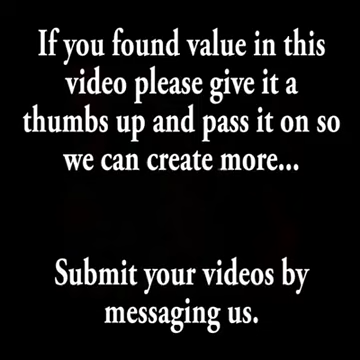 If you found value in this
video please give it a
thumbs up and pass it on so
we can create more...
Submit your videos by
messaging us.